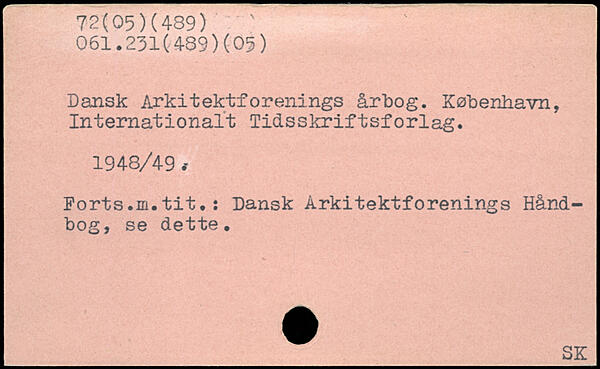 72(05)(489)
061.231(489)(05)
Dansk Arkitektforenings årbog. København,
Internationalt Tidsskriftsforlag.
1948/49.
Forts.m.tit.: Dansk Arkitektforenings Hånd-
bog, se dette.
SK